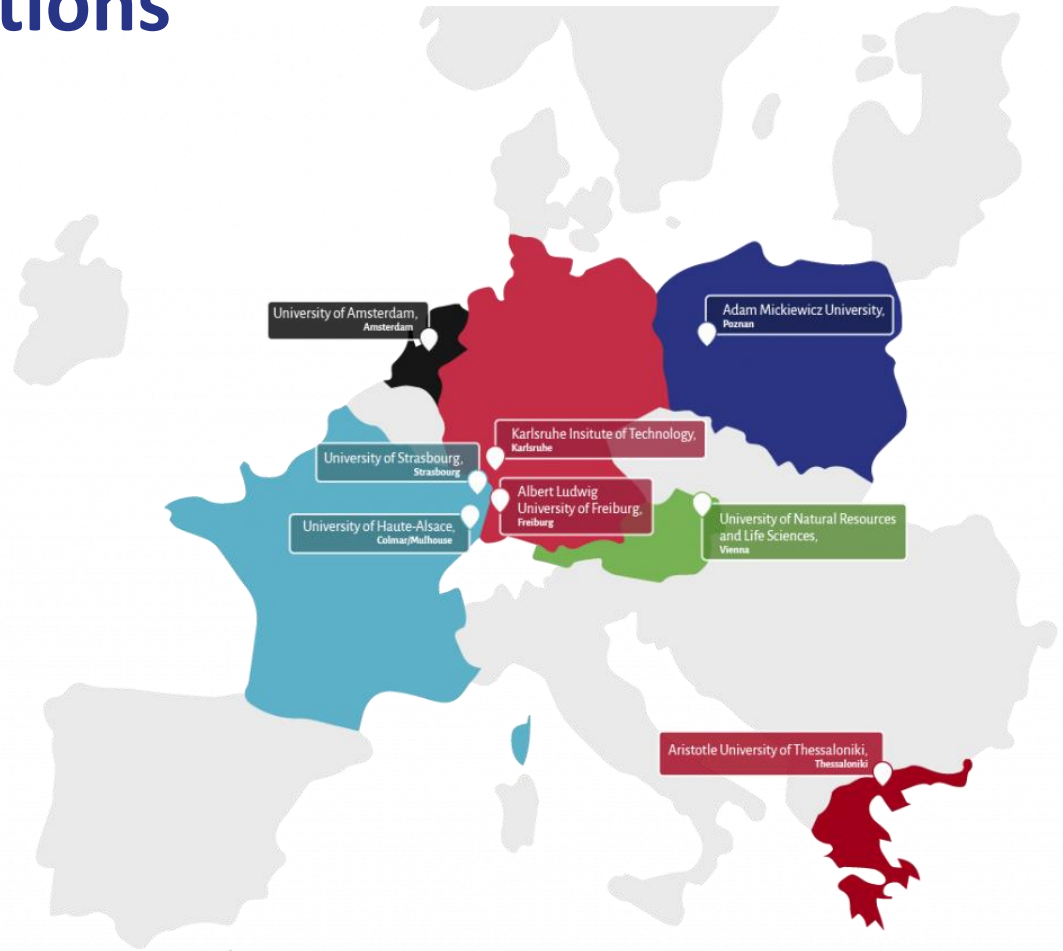 tions
University of Amsterdam,
Amsterdam
Adam Mickiewicz University,
Poznan
Karlsruhe Insitute of Technology,
Karlsruhe
University of Strasbourg,
Strasbourg
Albert Ludwig
University of Freiburg,
Freiburg
University of Haute-Alsace,
Colmar/Mulhouse
University of Natural Resources
and Life Sciences,
Vienna
Aristotle University of Thessaloniki,
Thessaloniki